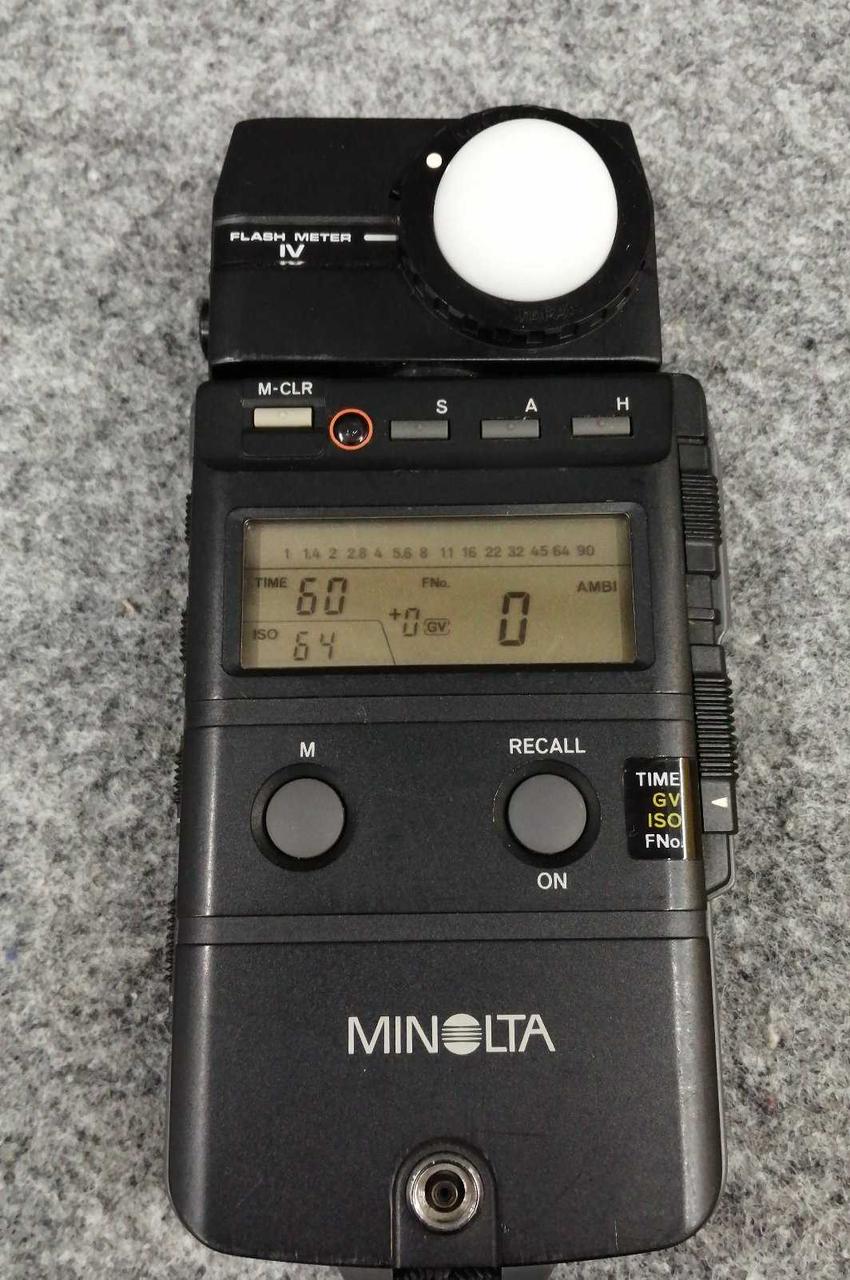 FLASH METER
IV
M-CLR
S A H
1 1.4 2 2.8 4 5.6 8 11 16 22 32 45 64 90
TIME 60 FNo. AMBI
+0 GV 0
ISO 64
M RECALL
TIME
GV
ISO
FNo.
ON
MINOLTA